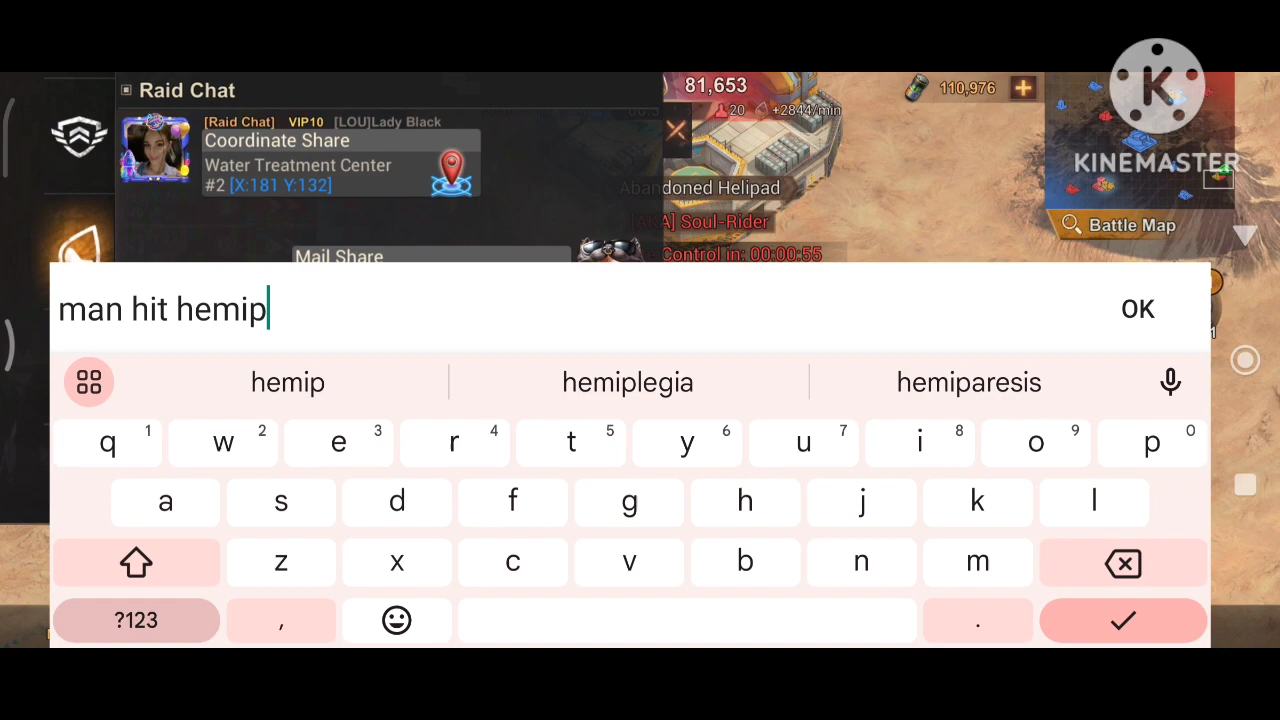 Raid Chat
[Raid Chat] VIP10 [LOU]Lady Black
Coordinate Share
Water Treatment Center
#2 [X:181 Y:132]
Mail Share
81,653
20 +2844/min
110,976
K
KINEMASTER
Abandoned Helipad
Soul-Rider
Control in: 00:00:55
Battle Map
man hit hemip
OK
hemip hemiplegia hemiparesis
q 1 w 2 e 3 r 4 t 5 y 6 u 7 i 8 o 9 p 0
a s d f g h j k l
z x c v b n m
?123 , .